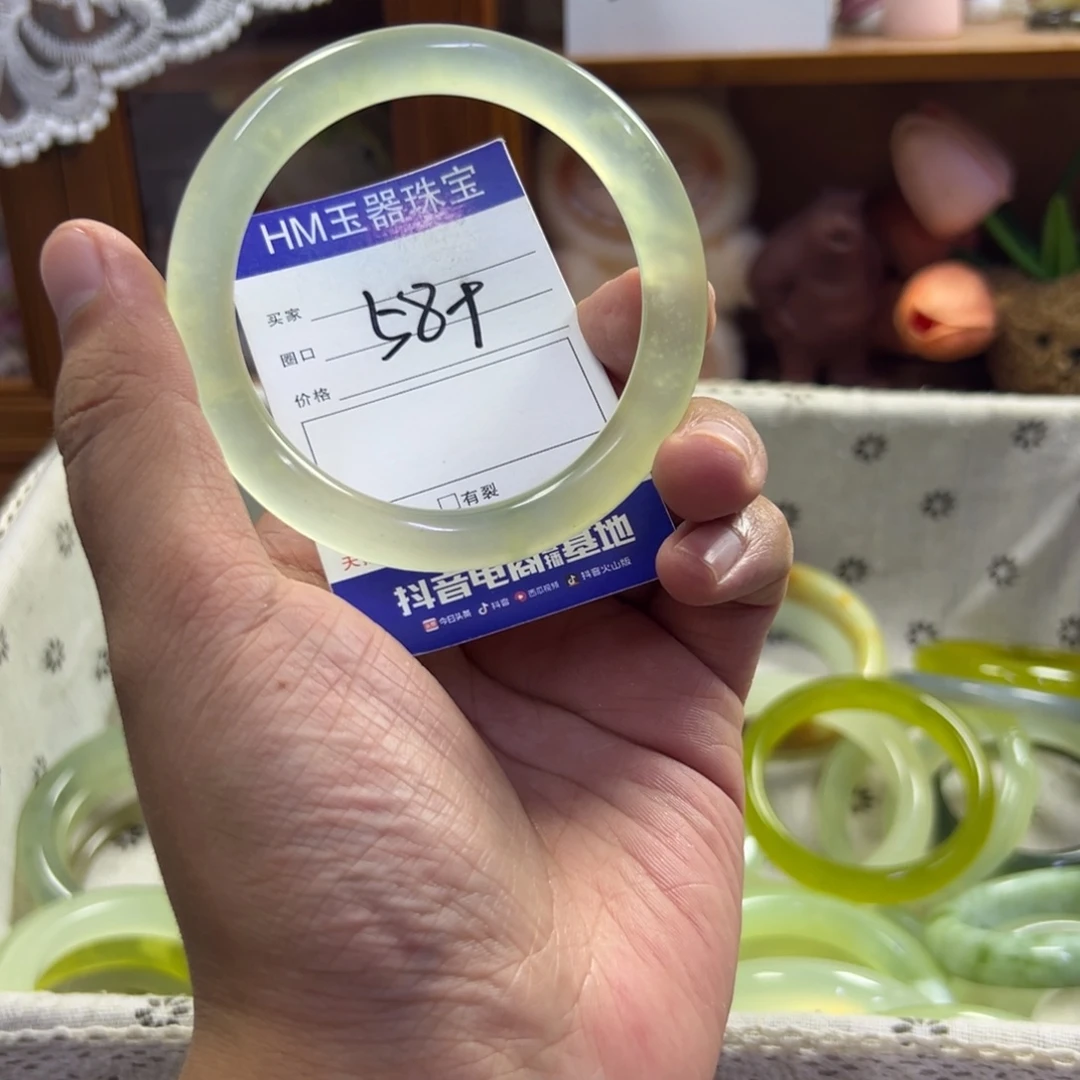 HM玉器珠宝
买家
圈口
58
价格
□有裂
抖音电商直播基地
今日头条 抖音 西瓜视频 抖音火山版